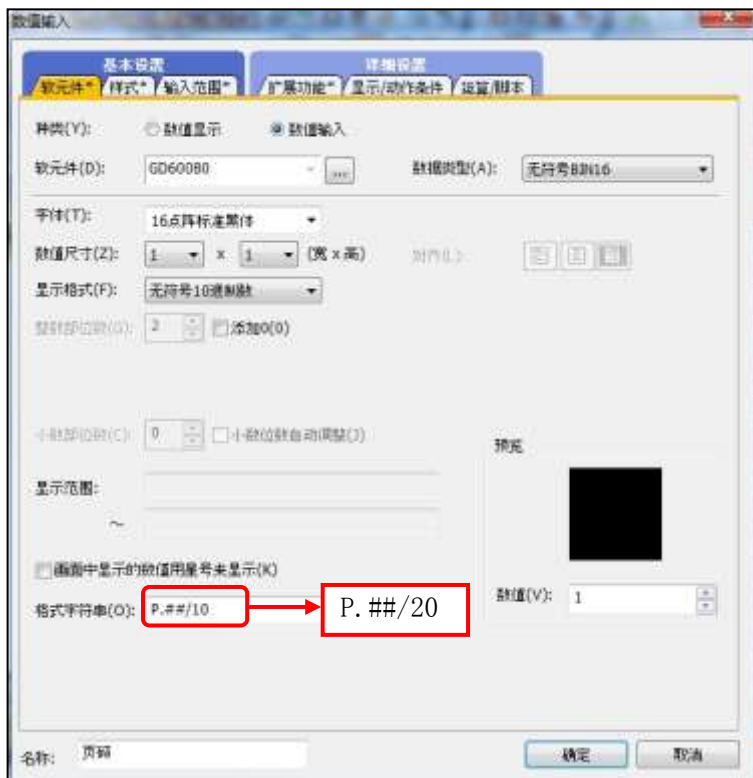 数值输入
基本设置
详细设置
软元件* 样式* 输入范围* 扩展功能* 显示/动作条件 运算/脚本
种类(Y): 数值显示 数值输入
软元件(D): GD60080 ... 数据类型(A): 无符号BIN16
字体(T): 16点阵标准黑体
数值尺寸(Z): 1 x 1 (宽 x 高) 对齐(L):
显示格式(F): 无符号10进制数
整数部位数(G): 2 添加0(0)
小数部位数(C): 0 小数位数自动调整(J)
预览
显示范围:
~
画面中显示的数值用星号来显示(K)
格式字符串(O): P.##/10 P.##/20 数值(V): 1
名称: 页码 确定 取消